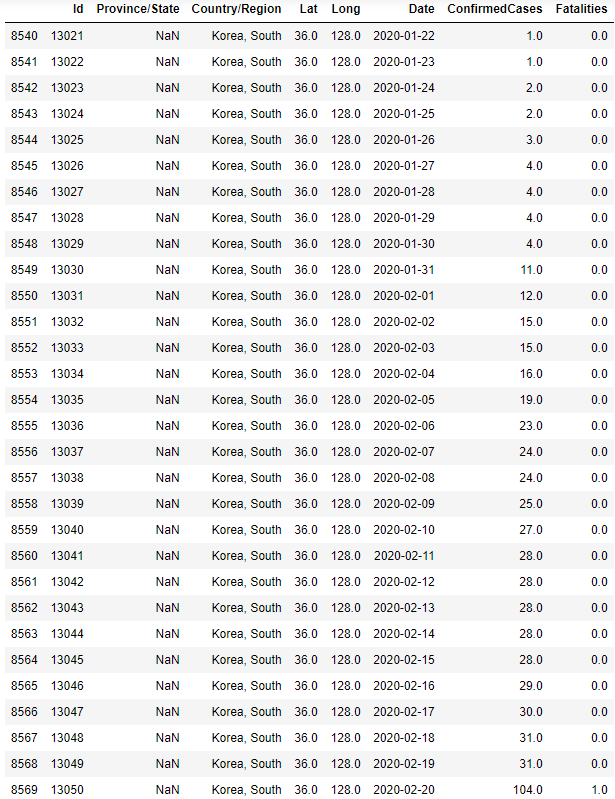 Id Province/State Country/Region Lat Long Date ConfirmedCases Fatalities
8540 13021 NaN Korea, South 36.0 128.0 2020-01-22 1.0 0.0
8541 13022 NaN Korea, South 36.0 128.0 2020-01-23 1.0 0.0
8542 13023 NaN Korea, South 36.0 128.0 2020-01-24 2.0 0.0
8543 13024 NaN Korea, South 36.0 128.0 2020-01-25 2.0 0.0
8544 13025 NaN Korea, South 36.0 128.0 2020-01-26 3.0 0.0
8545 13026 NaN Korea, South 36.0 128.0 2020-01-27 4.0 0.0
8546 13027 NaN Korea, South 36.0 128.0 2020-01-28 4.0 0.0
8547 13028 NaN Korea, South 36.0 128.0 2020-01-29 4.0 0.0
8548 13029 NaN Korea, South 36.0 128.0 2020-01-30 4.0 0.0
8549 13030 NaN Korea, South 36.0 128.0 2020-01-31 11.0 0.0
8550 13031 NaN Korea, South 36.0 128.0 2020-02-01 12.0 0.0
8551 13032 NaN Korea, South 36.0 128.0 2020-02-02 15.0 0.0
8552 13033 NaN Korea, South 36.0 128.0 2020-02-03 15.0 0.0
8553 13034 NaN Korea, South 36.0 128.0 2020-02-04 16.0 0.0
8554 13035 NaN Korea, South 36.0 128.0 2020-02-05 19.0 0.0
8555 13036 NaN Korea, South 36.0 128.0 2020-02-06 23.0 0.0
8556 13037 NaN Korea, South 36.0 128.0 2020-02-07 24.0 0.0
8557 13038 NaN Korea, South 36.0 128.0 2020-02-08 24.0 0.0
8558 13039 NaN Korea, South 36.0 128.0 2020-02-09 25.0 0.0
8559 13040 NaN Korea, South 36.0 128.0 2020-02-10 27.0 0.0
8560 13041 NaN Korea, South 36.0 128.0 2020-02-11 28.0 0.0
8561 13042 NaN Korea, South 36.0 128.0 2020-02-12 28.0 0.0
8562 13043 NaN Korea, South 36.0 128.0 2020-02-13 28.0 0.0
8563 13044 NaN Korea, South 36.0 128.0 2020-02-14 28.0 0.0
8564 13045 NaN Korea, South 36.0 128.0 2020-02-15 28.0 0.0
8565 13046 NaN Korea, South 36.0 128.0 2020-02-16 29.0 0.0
8566 13047 NaN Korea, South 36.0 128.0 2020-02-17 30.0 0.0
8567 13048 NaN Korea, South 36.0 128.0 2020-02-18 31.0 0.0
8568 13049 NaN Korea, South 36.0 128.0 2020-02-19 31.0 0.0
8569 13050 NaN Korea, South 36.0 128.0 2020-02-20 104.0 1.0